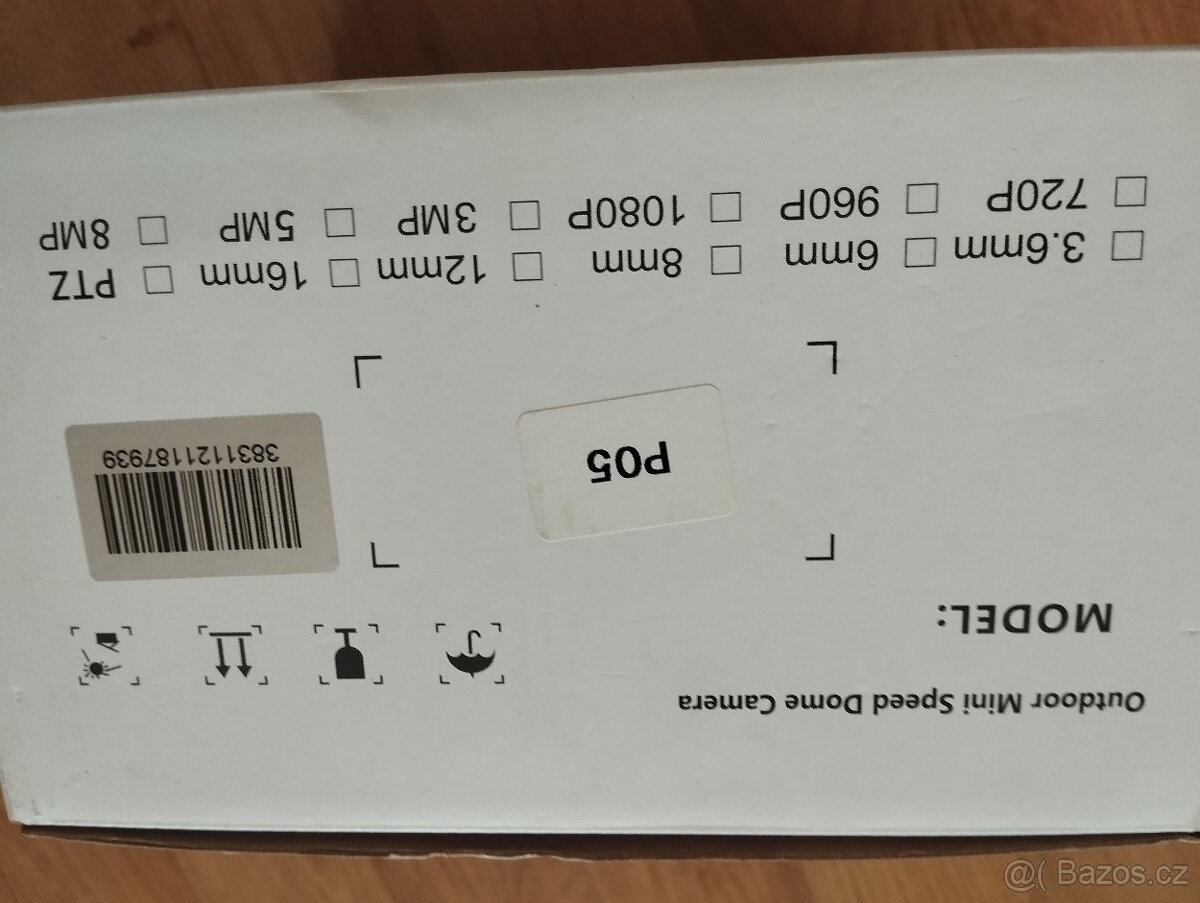 Outdoor Mini Speed Dome Camera
MODEL:
P05
3831121187939
☐ 3.6mm ☐ 6mm ☐ 8mm ☐ 12mm ☐ 16mm ☐ PTZ
☐ 720P ☐ 960P ☐ 1080P ☐ 3MP ☐ 5MP ☐ 8MP
@( Bazos.cz